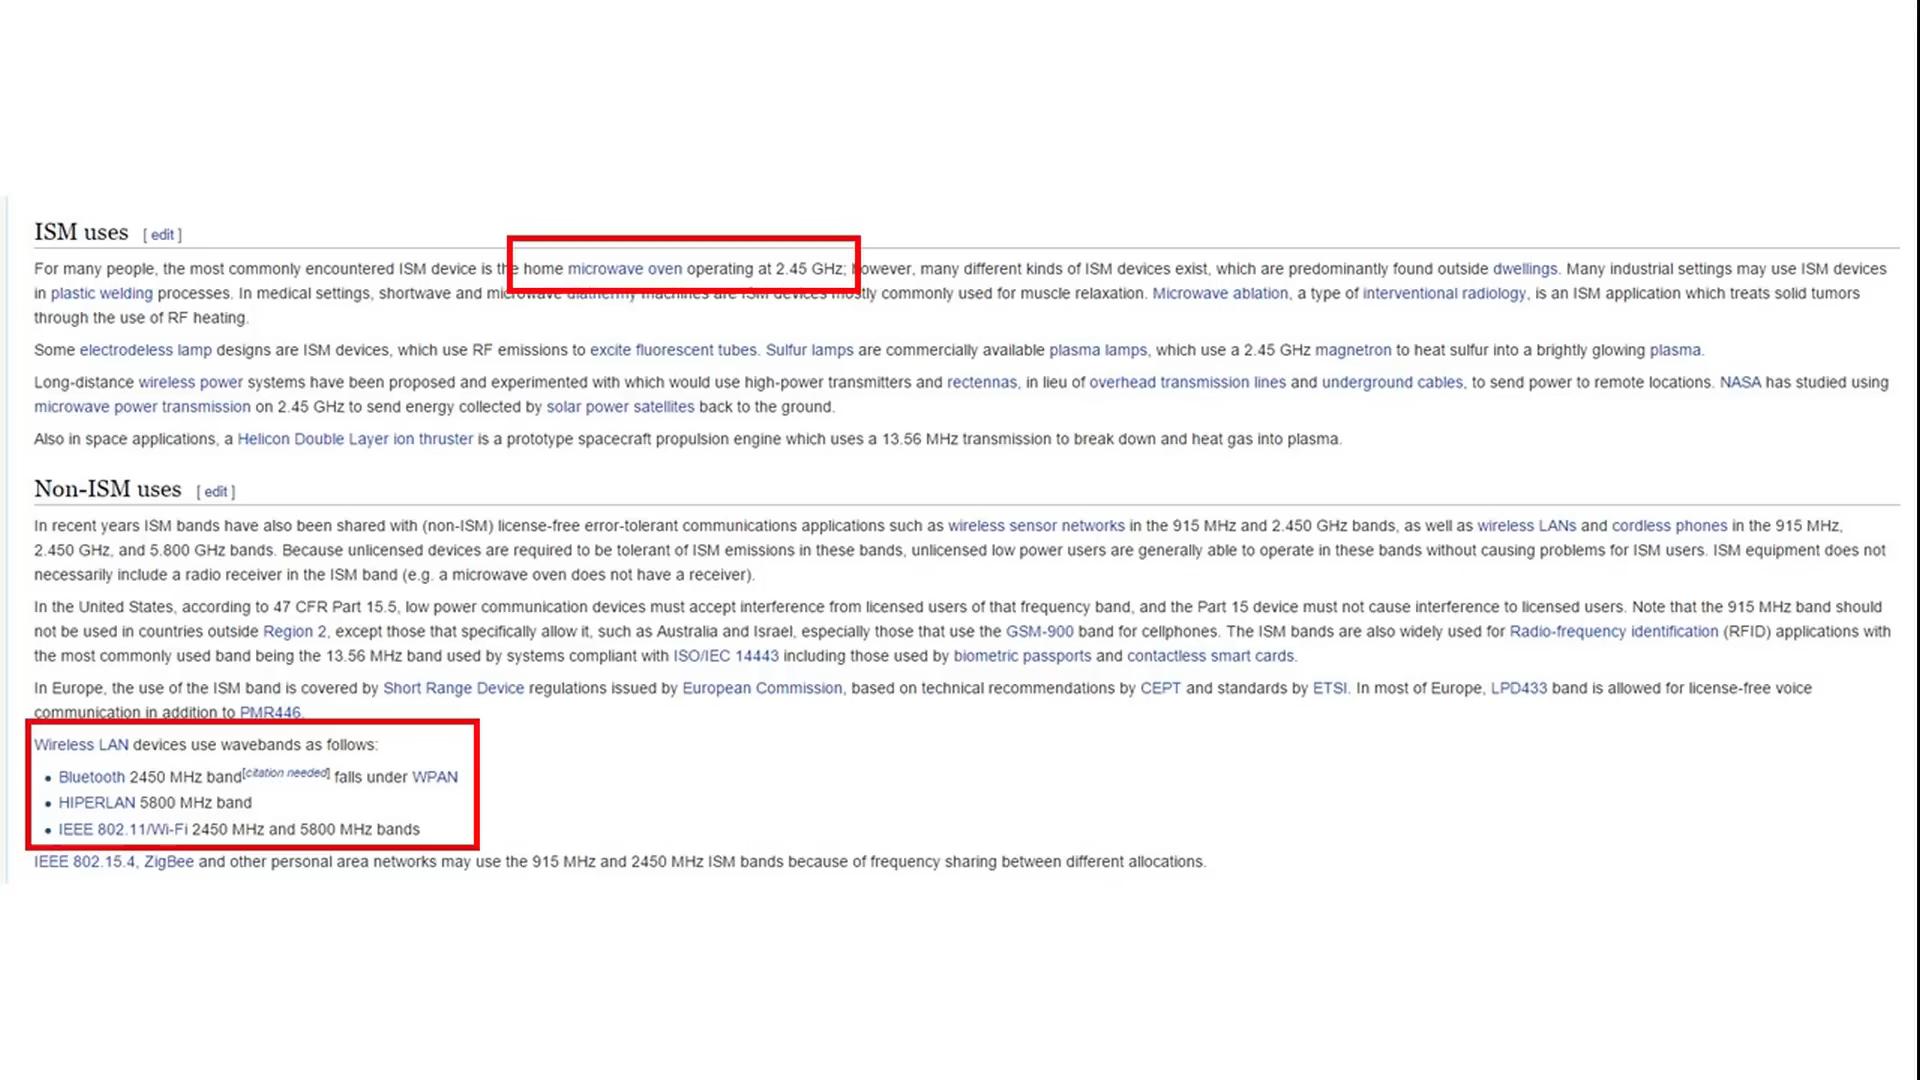 ISM uses [ edit ]
For many people, the most commonly encountered ISM device is the home microwave oven operating at 2.45 GHz; however, many different kinds of ISM devices exist, which are predominantly found outside dwellings. Many industrial settings may use ISM devices
in plastic welding processes. In medical settings, shortwave and microwave diathermy machines are ISM devices mostly commonly used for muscle relaxation. Microwave ablation, a type of interventional radiology, is an ISM application which treats solid tumors
through the use of RF heating.
Some electrodeless lamp designs are ISM devices, which use RF emissions to excite fluorescent tubes. Sulfur lamps are commercially available plasma lamps, which use a 2.45 GHz magnetron to heat sulfur into a brightly glowing plasma.
Long-distance wireless power systems have been proposed and experimented with which would use high-power transmitters and rectennas, in lieu of overhead transmission lines and underground cables, to send power to remote locations. NASA has studied using
microwave power transmission on 2.45 GHz to send energy collected by solar power satellites back to the ground.
Also in space applications, a Helicon Double Layer ion thruster is a prototype spacecraft propulsion engine which uses a 13.56 MHz transmission to break down and heat gas into plasma.
Non-ISM uses [ edit ]
In recent years ISM bands have also been shared with (non-ISM) license-free error-tolerant communications applications such as wireless sensor networks in the 915 MHz and 2.450 GHz bands, as well as wireless LANs and cordless phones in the 915 MHz,
2.450 GHz, and 5.800 GHz bands. Because unlicensed devices are required to be tolerant of ISM emissions in these bands, unlicensed low power users are generally able to operate in these bands without causing problems for ISM users. ISM equipment does not
necessarily include a radio receiver in the ISM band (e.g. a microwave oven does not have a receiver).
In the United States, according to 47 CFR Part 15.5, low power communication devices must accept interference from licensed users of that frequency band, and the Part 15 device must not cause interference to licensed users. Note that the 915 MHz band should
not be used in countries outside Region 2, except those that specifically allow it, such as Australia and Israel, especially those that use the GSM-900 band for cellphones. The ISM bands are also widely used for Radio-frequency identification (RFID) applications with
the most commonly used band being the 13.56 MHz band used by systems compliant with ISO/IEC 14443 including those used by biometric passports and contactless smart cards.
In Europe, the use of the ISM band is covered by Short Range Device regulations issued by European Commission, based on technical recommendations by CEPT and standards by ETSI. In most of Europe, LPD433 band is allowed for license-free voice
communication in addition to PMR446.
Wireless LAN devices use wavebands as follows:
• Bluetooth 2450 MHz band[citation needed] falls under WPAN
• HIPERLAN 5800 MHz band
• IEEE 802.11/Wi-Fi 2450 MHz and 5800 MHz bands
IEEE 802.15.4, ZigBee and other personal area networks may use the 915 MHz and 2450 MHz ISM bands because of frequency sharing between different allocations.